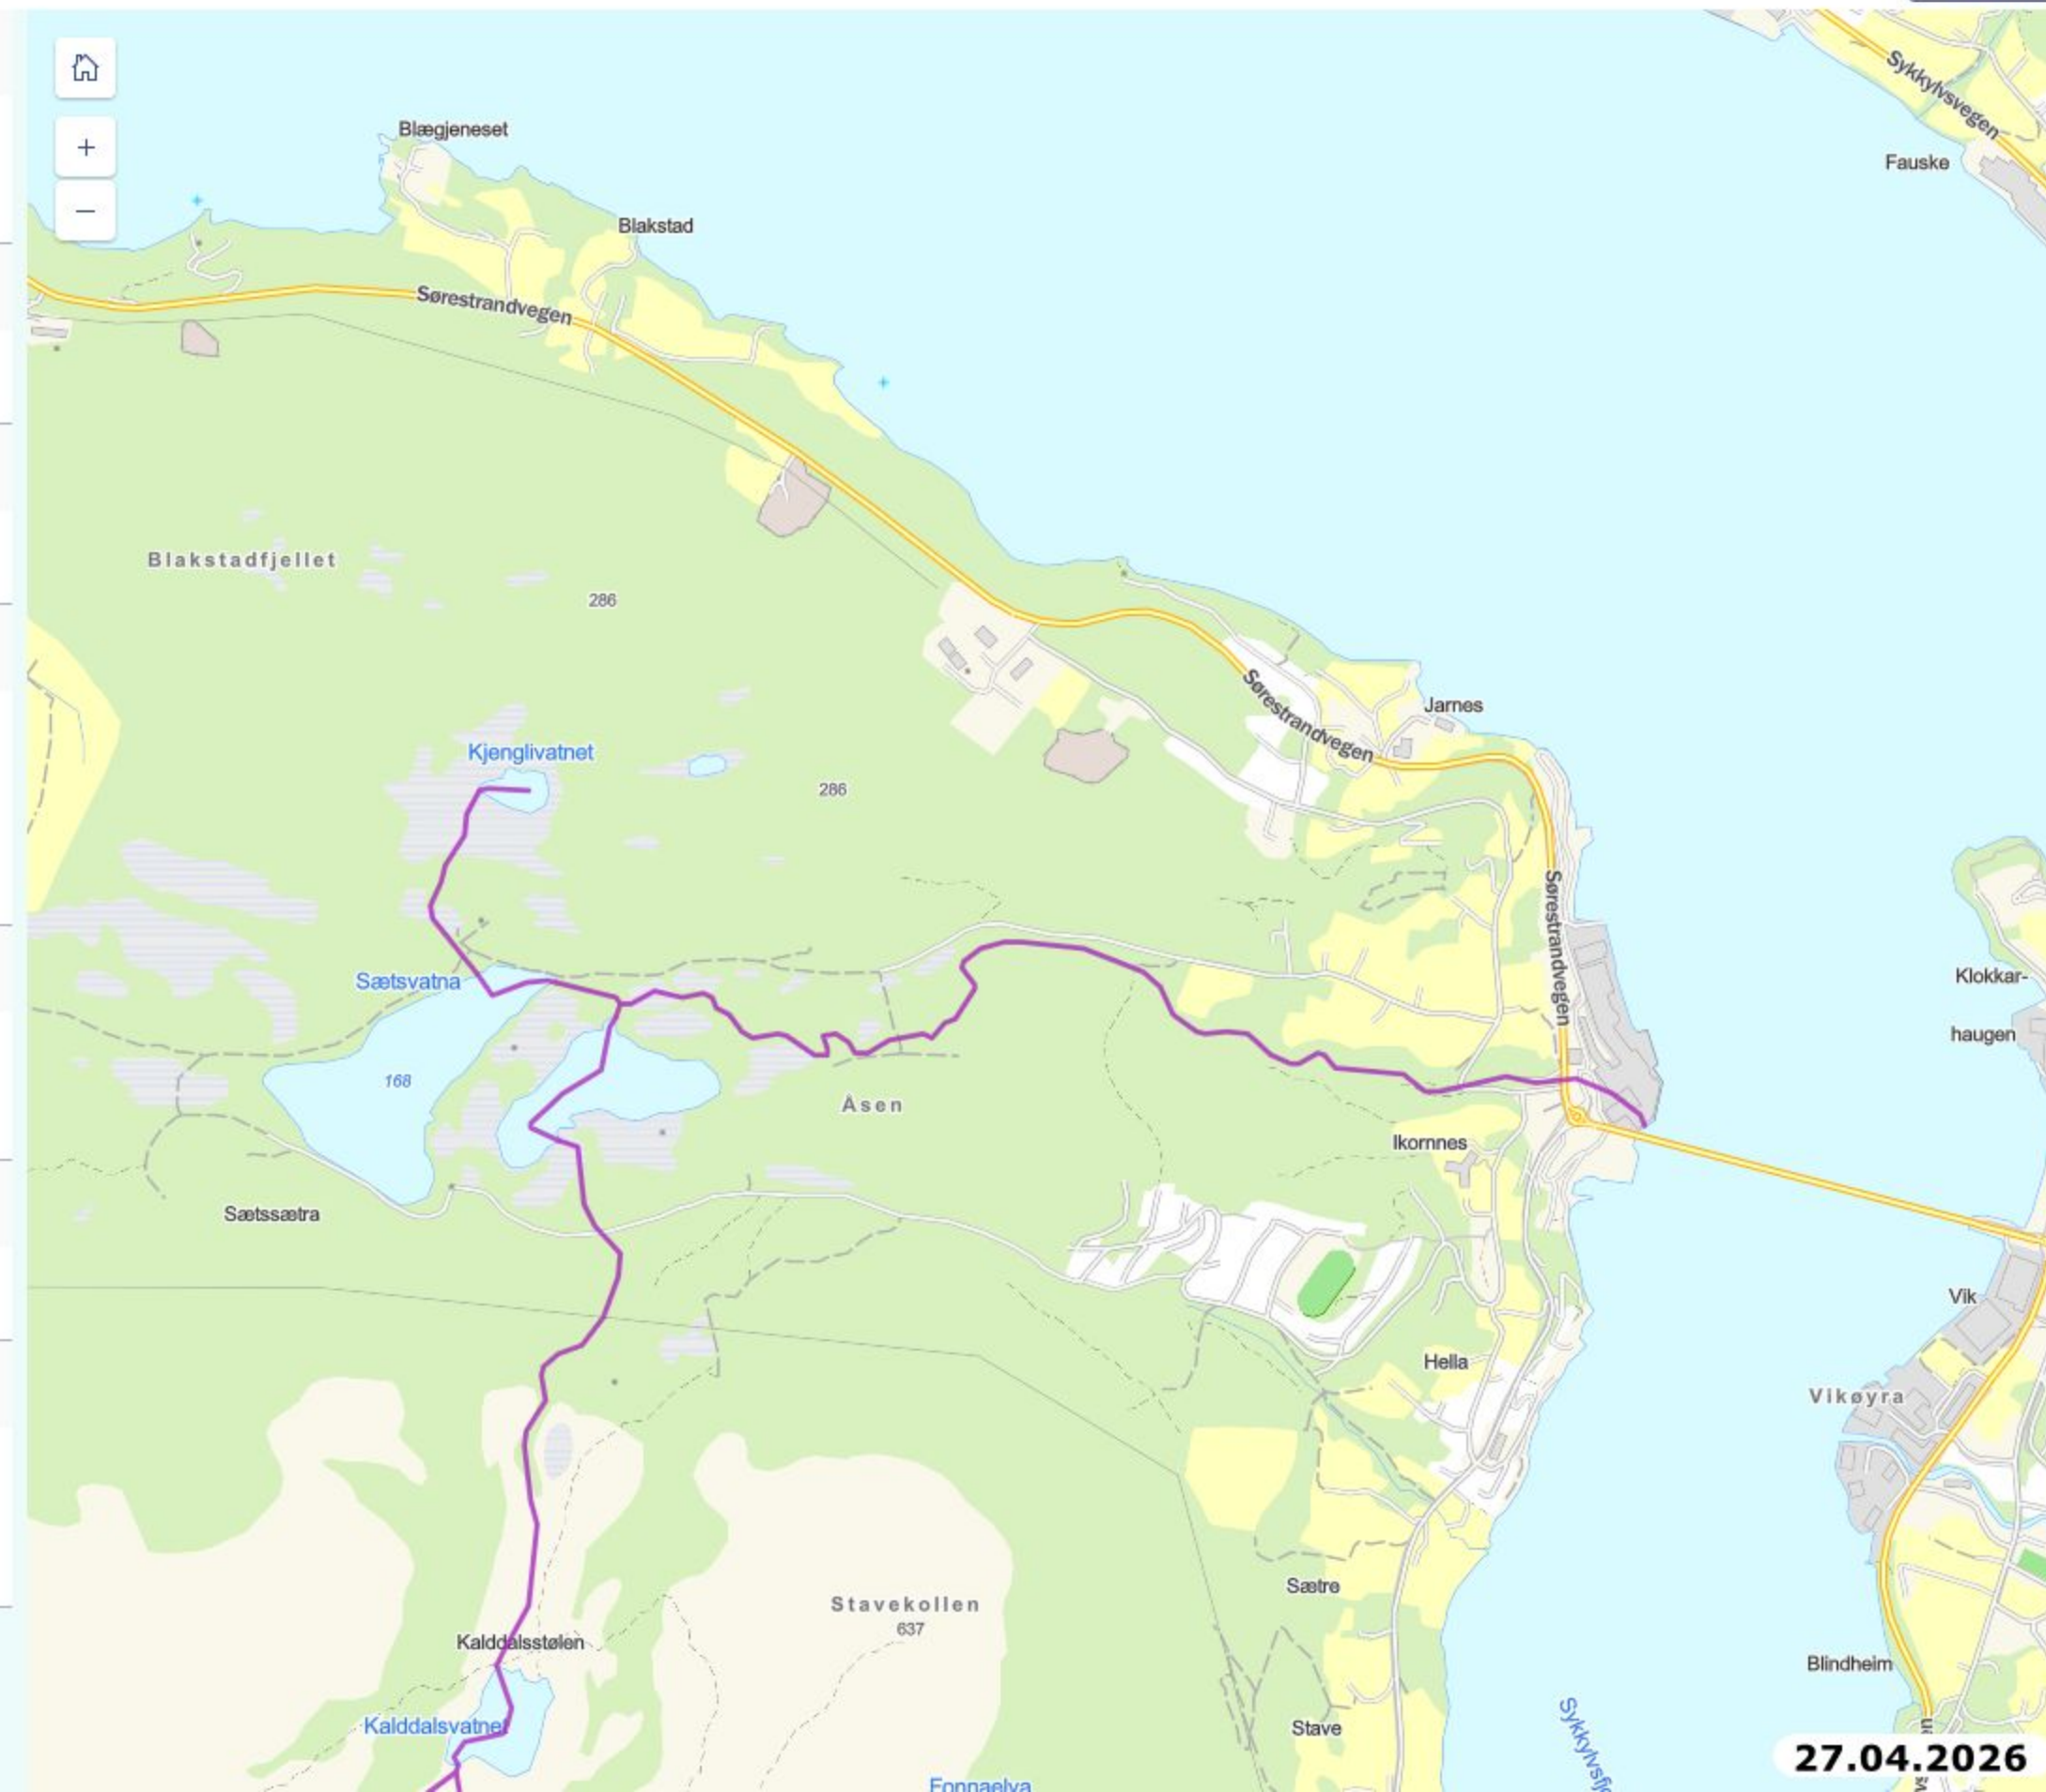 Sykkylvsvegen
Blægjeneset
Fauske
Blakstad
Sørestrandvegen
Blakstadfjellet
286
Sørestrandvegen
Jarnes
Kjenglivatnet
286
Sørestrandvegen
Sætsvatna
Klokkar-
haugen
168
Åsen
Ikornnes
Sætssætra
Vik
Hella
Vikøyra
Sætre
Stavekollen
637
Kalddalsstølen
Blindheim
Kalddalsvatnet
Stave
27.04.2026
Fonnaelva